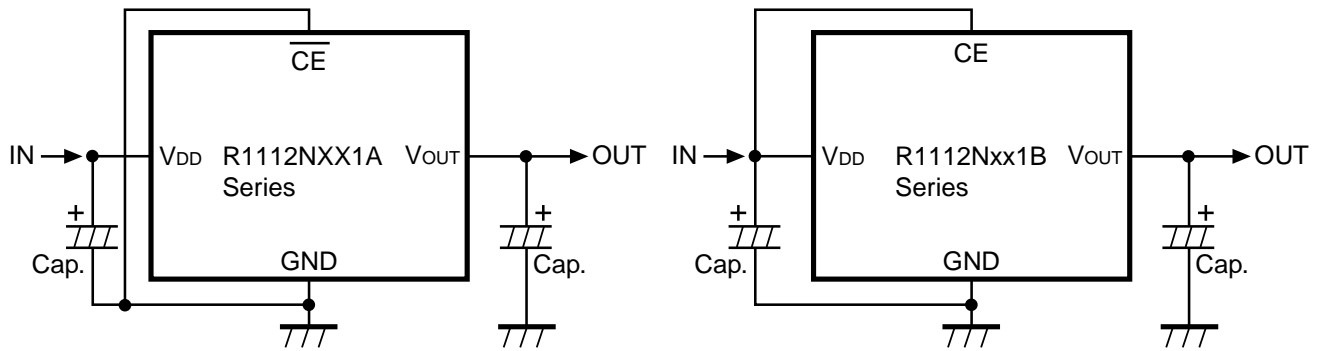 CE
IN
VDD
R1112NXX1A
Series
VOUT
OUT
+
Cap.
+
Cap.
GND
CE
IN
VDD
R1112Nxx1B
Series
VOUT
OUT
+
Cap.
+
Cap.
GND